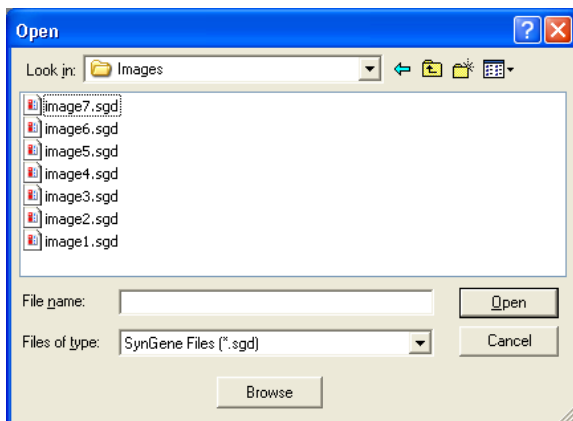 Open
Look in: Images
image7.sgd
image6.sgd
image5.sgd
image4.sgd
image3.sgd
image2.sgd
image1.sgd
File name: Open
Files of type: SynGene Files (*.sgd) Cancel
Browse